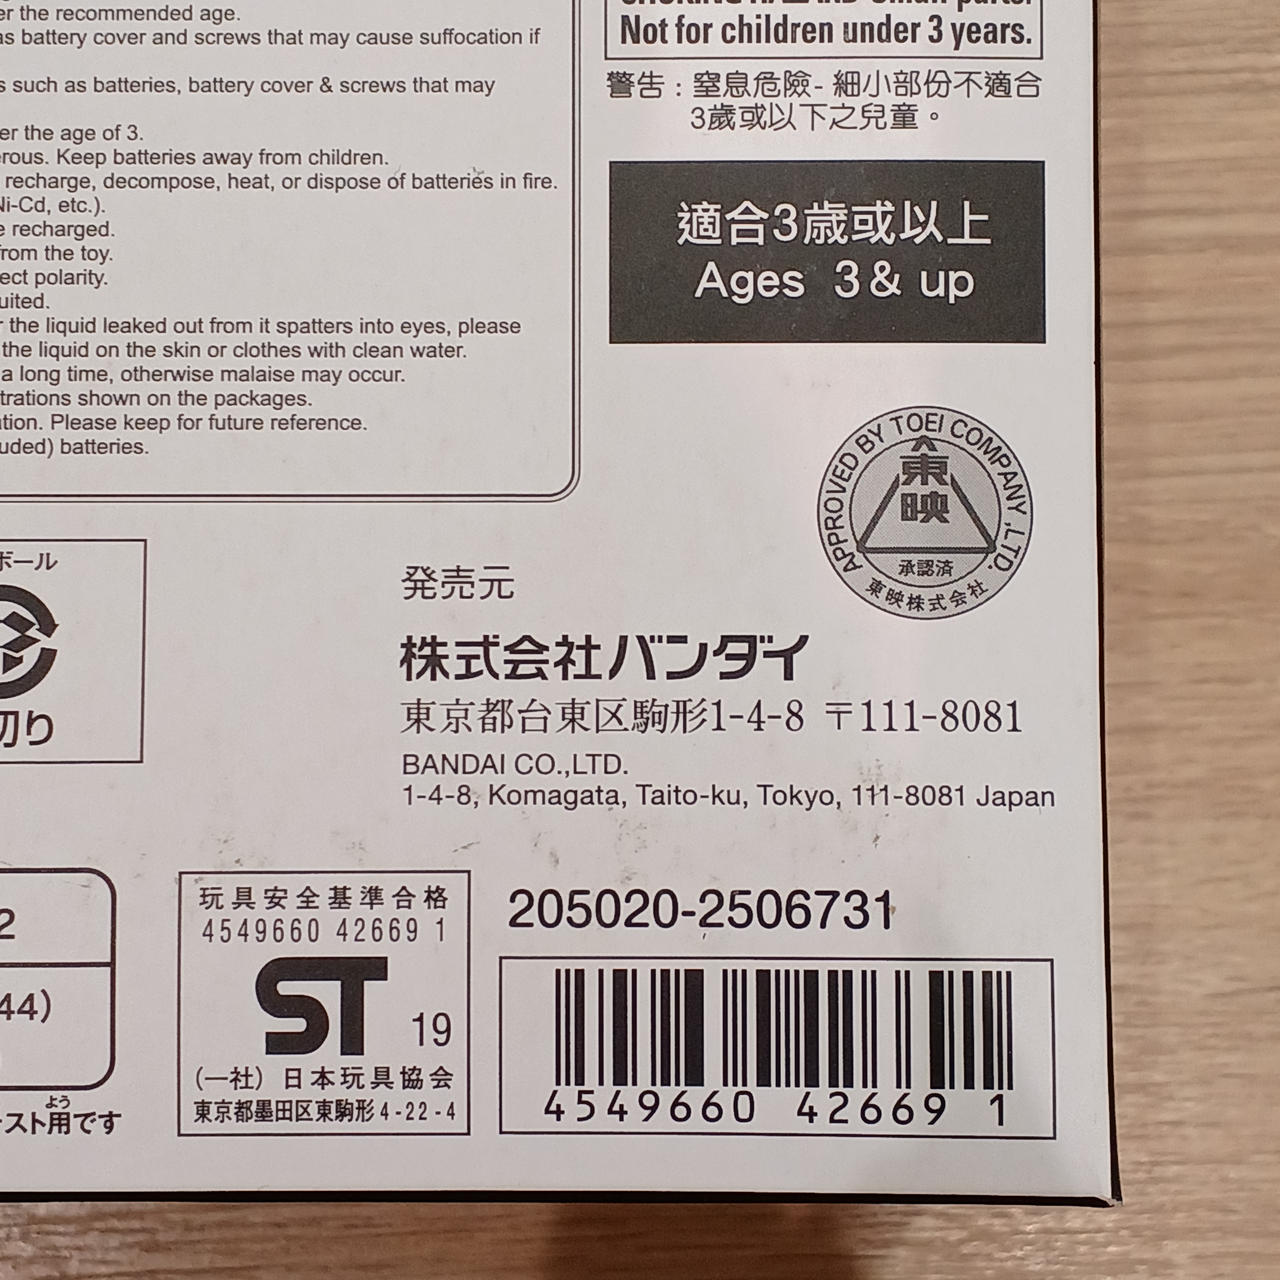 er the recommended age.
as battery cover and screws that may cause suffocation if
s such as batteries, battery cover & screws that may
er the age of 3.
rous. Keep batteries away from children.
recharge, decompose, heat, or dispose of batteries in fire.
Ni-Cd, etc.).
e recharged.
from the toy.
ect polarity.
uited.
r the liquid leaked out from it spatters into eyes, please
the liquid on the skin or clothes with clean water.
a long time, otherwise malaise may occur.
trations shown on the packages.
ation. Please keep for future reference.
uded) batteries.
Not for children under 3 years.
警告 : 窒息危險- 細小部份不適合
3歲或以下之兒童。
適合3歲或以上
Ages 3 & up
APPROVED BY TOEI COMPANY ,LTD.
東映
承認済
東映株式会社
ボール
切り
発売元
株式会社バンダイ
東京都台東区駒形1-4-8 〒111-8081
BANDAI CO.,LTD.
1-4-8, Komagata, Taito-ku, Tokyo, 111-8081 Japan
2
44)
よう
スト用です
玩具安全基準合格
4549660 42669 1
ST 19
(一社) 日本玩具協会
東京都墨田区東駒形4-22-4
205020-2506731
4549660 42669 1